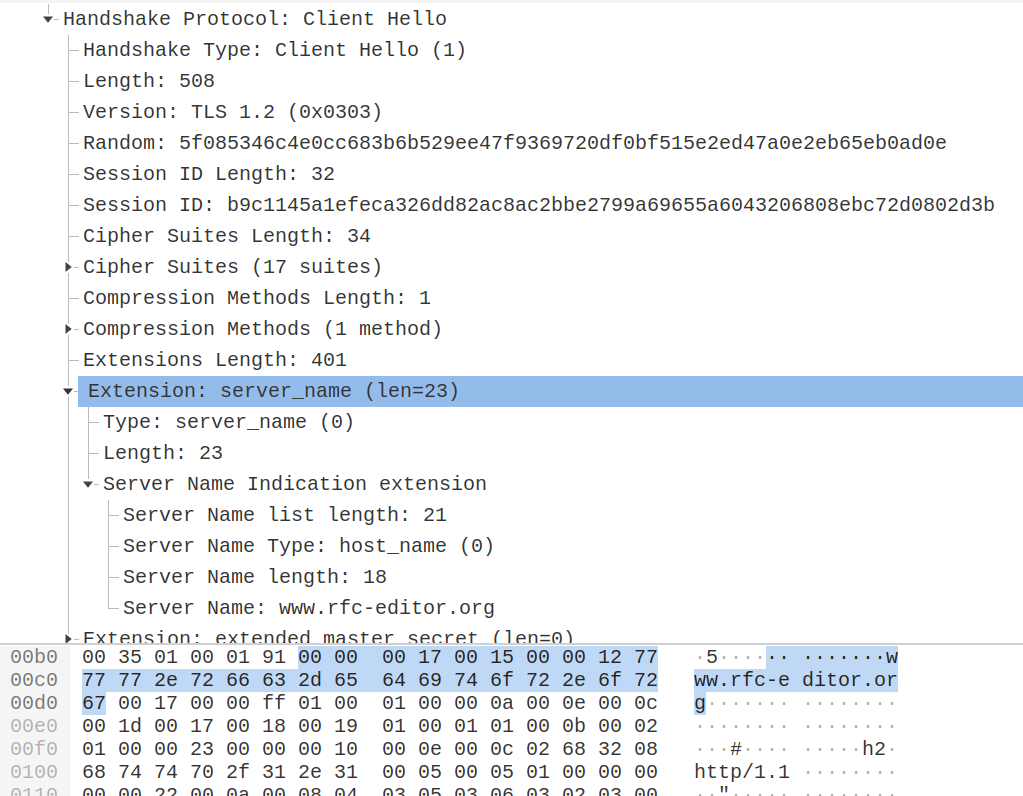 Handshake Protocol: Client Hello
Handshake Type: Client Hello (1)
Length: 508
Version: TLS 1.2 (0x0303)
Random: 5f085346c4e0cc683b6b529ee47f9369720df0bf515e2ed47a0e2eb65eb0ad0e
Session ID Length: 32
Session ID: b9c1145a1efeca326dd82ac8ac2bbe2799a69655a6043206808ebc72d0802d3b
Cipher Suites Length: 34
Cipher Suites (17 suites)
Compression Methods Length: 1
Compression Methods (1 method)
Extensions Length: 401
Extension: server_name (len=23)
Type: server_name (0)
Length: 23
Server Name Indication extension
Server Name list length: 21
Server Name Type: host_name (0)
Server Name length: 18
Server Name: www.rfc-editor.org
Extension: extended_master_secret (len=0)
00b0 00 35 01 00 01 91 00 00 00 17 00 15 00 00 12 77 ·5···· ·· ·······w
00c0 77 77 2e 72 66 63 2d 65 64 69 74 6f 72 2e 6f 72 ww.rfc-e ditor.or
00d0 67 00 17 00 00 ff 01 00 01 00 00 0a 00 0e 00 0c g······· ········
00e0 00 1d 00 17 00 18 00 19 01 00 01 01 00 0b 00 02 ········ ········
00f0 01 00 00 23 00 00 00 10 00 0e 00 0c 02 68 32 08 ···#···· ·····h2·
0100 68 74 74 70 2f 31 2e 31 00 05 00 05 01 00 00 00 http/1.1 ········
0110 00 00 22 00 0a 00 08 04 03 05 03 06 03 02 03 00 ··"····· ········